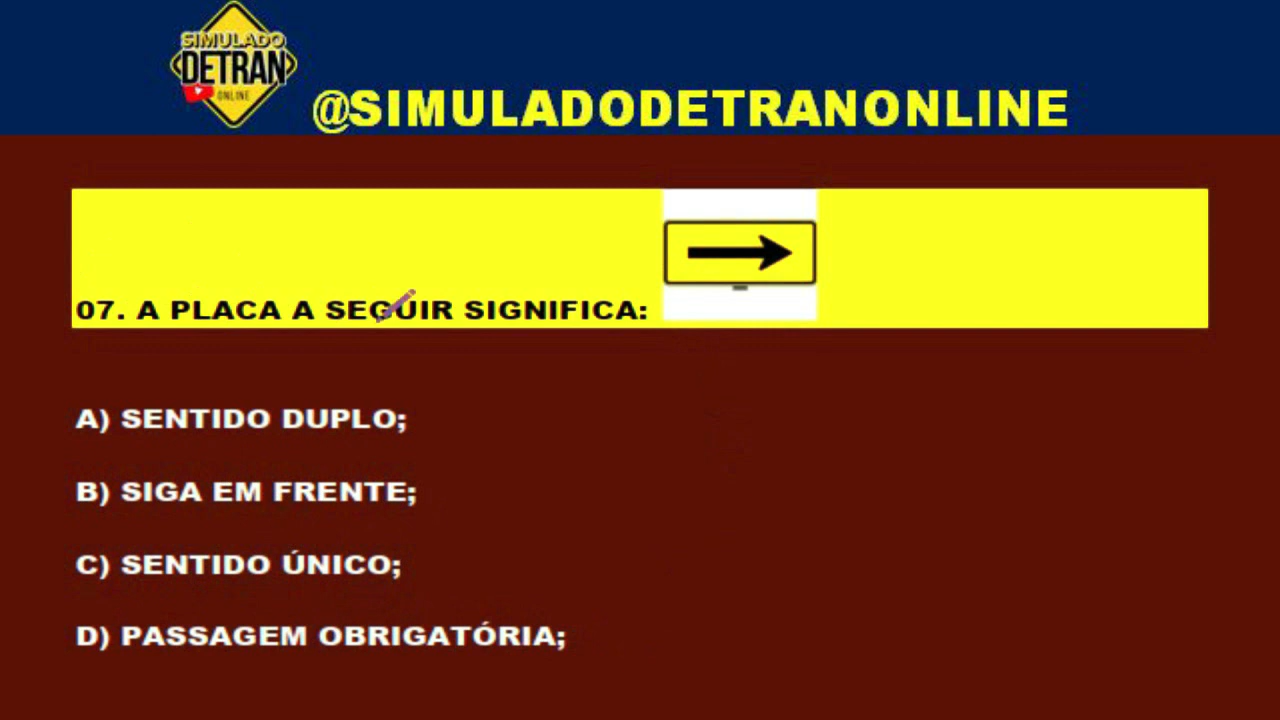 SIMULADO
DETRAN
ONLINE
@SIMULADODETRANONLINE
07. A PLACA A SEGUIR SIGNIFICA:
A) SENTIDO DUPLO;
B) SIGA EM FRENTE;
C) SENTIDO ÚNICO;
D) PASSAGEM OBRIGATÓRIA;